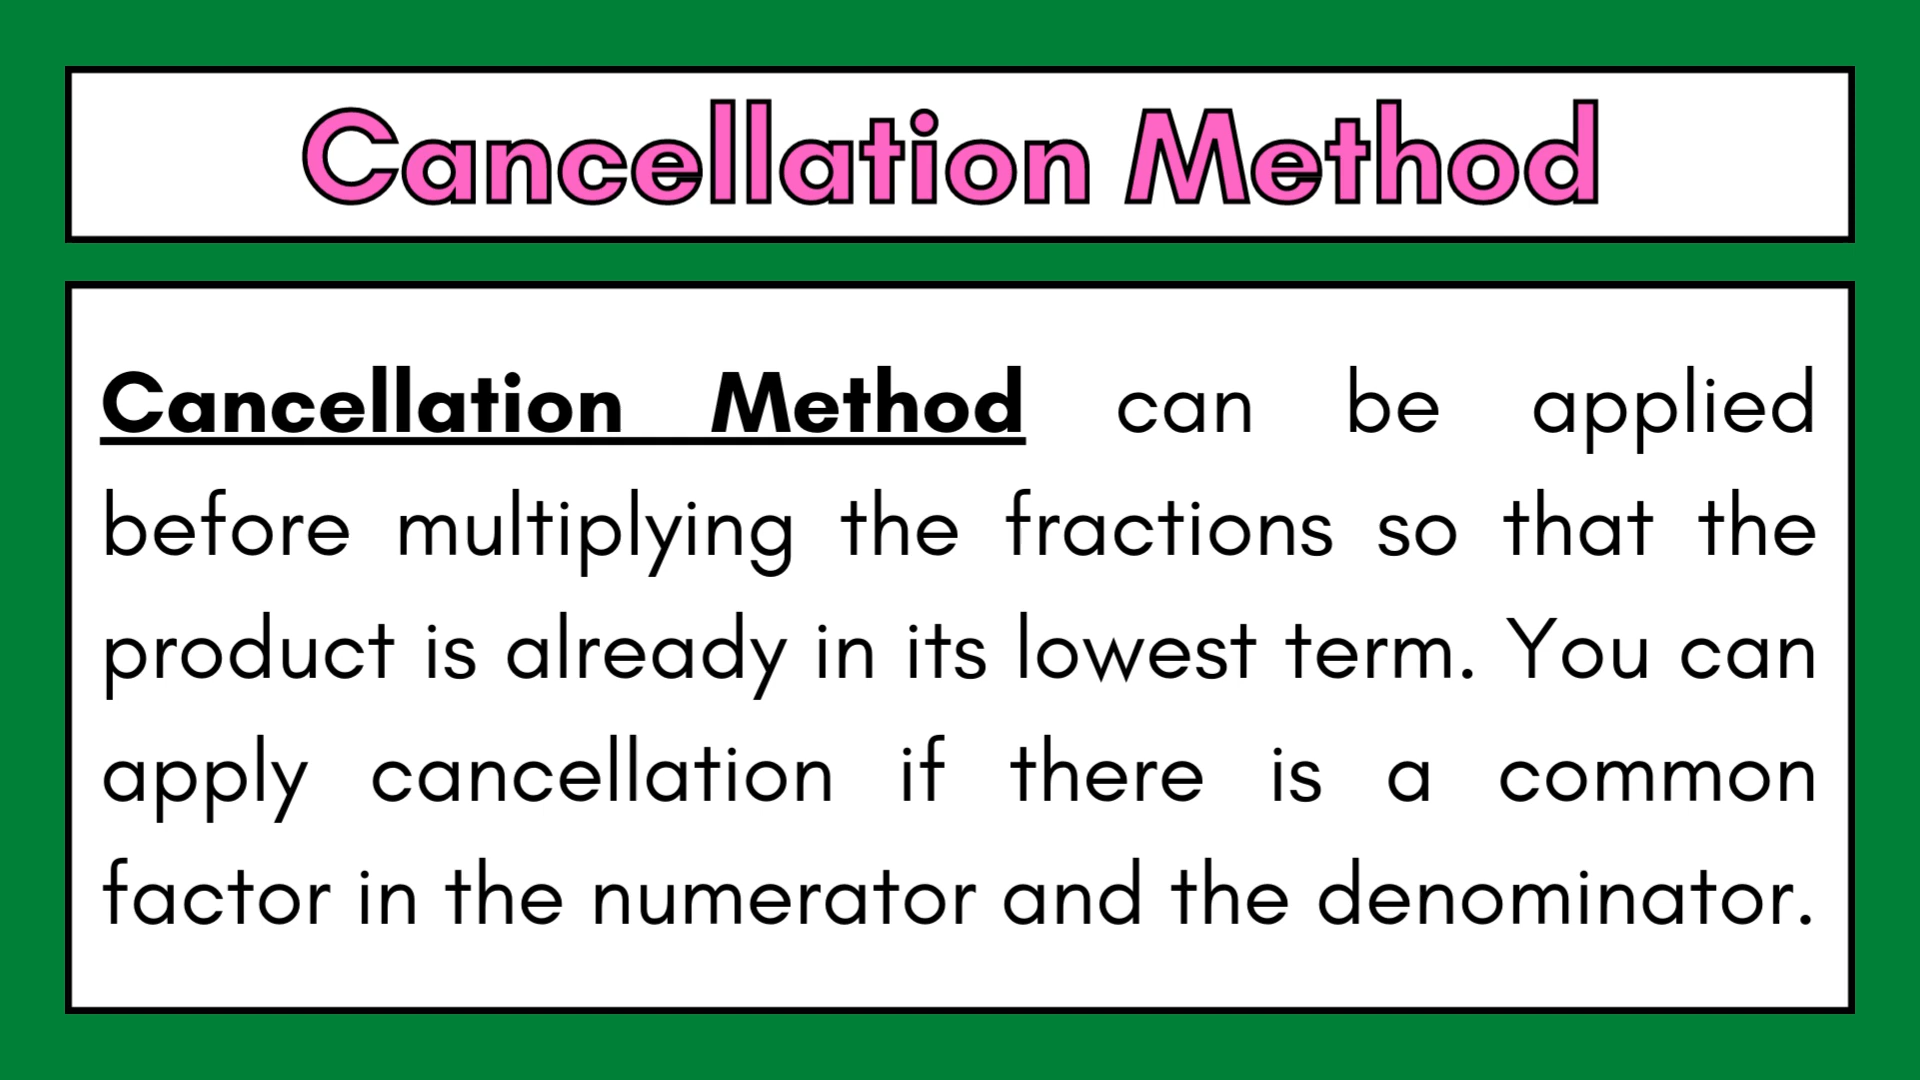 Cancellation Method
Cancellation Method can be applied
before multiplying the fractions so that the
product is already in its lowest term. You can
apply cancellation if there is a common
factor in the numerator and the denominator.